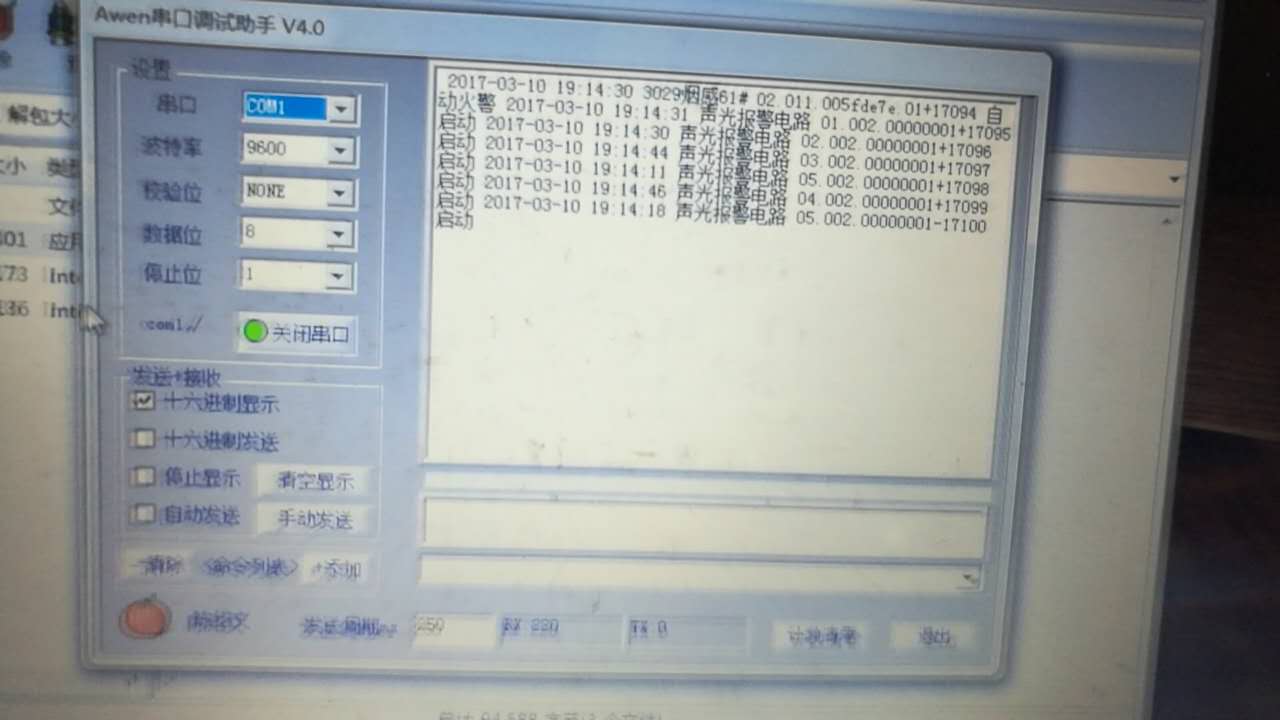 Awen串口调试助手 V4.0
设置
串口 COM1
波特率 9600
校验位 NONE
数据位 8
停止位 1
com1
关闭串口
发送+接收
十六进制显示
十六进制发送
停止显示 清空显示
自动发送 手动发送
-清除 <命令列表> +添加
发送周期ms 250 RX 220 TX 0 计数清零 退出
2017-03-10 19:14:30 3029烟感61# 02.011.005fde7e.01+17094 自
动火警 2017-03-10 19:14:31 声光报警电路 01.002.00000001+17095
启动 2017-03-10 19:14:30 声光报警电路 02.002.00000001+17096
启动 2017-03-10 19:14:44 声光报警电路 03.002.00000001+17097
启动 2017-03-10 19:14:11 声光报警电路 05.002.00000001+17098
启动 2017-03-10 19:14:46 声光报警电路 04.002.00000001+17099
启动 2017-03-10 19:14:18 声光报警电路 05.002.00000001-17100
启动
解包大
大小 类型
文件
01 应用
73 Int
36 Int